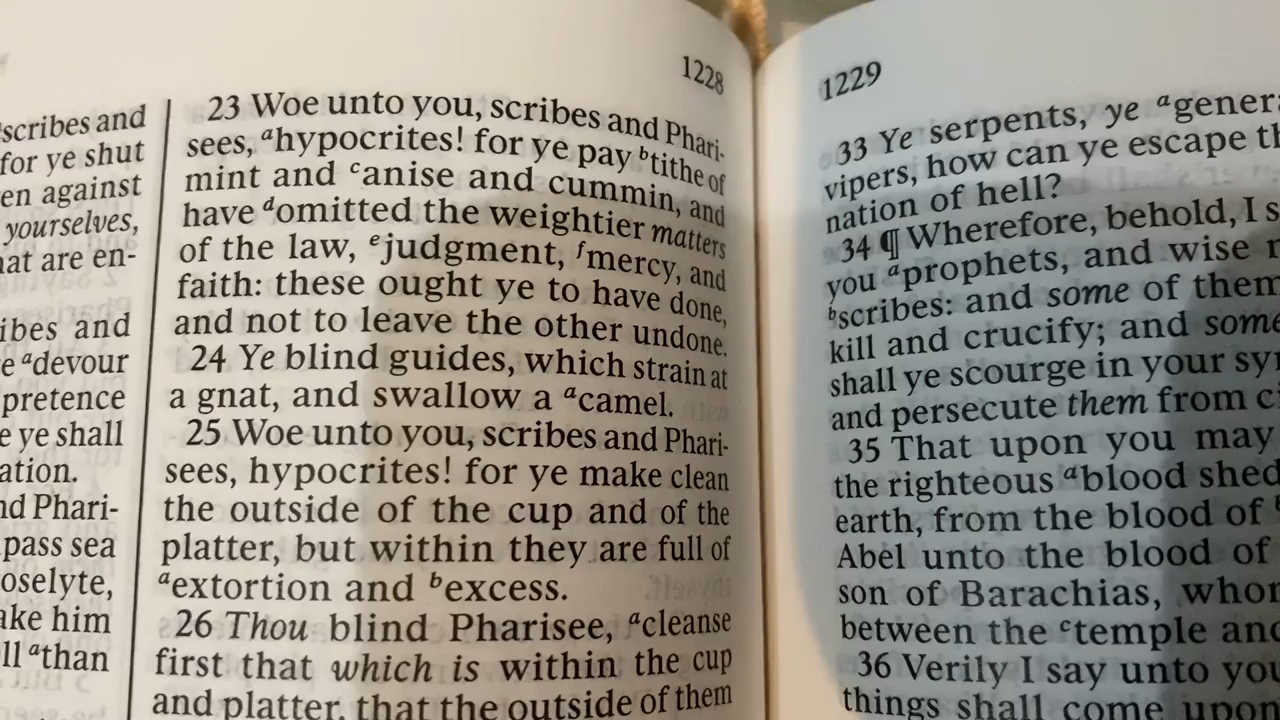 scribes and
for ye shut
en against
yourselves,
at are en-
ibes and
e ᵃdevour
pretence
e ye shall
ation.
nd Phari-
pass sea
oselyte,
ake him
ll ᵃthan
1228
23 Woe unto you, scribes and Phari-
sees, ᵃhypocrites! for ye pay ᵇtithe of
mint and ᶜanise and cummin, and
have ᵈomitted the weightier matters
of the law, ᵉjudgment, ᶠmercy, and
faith: these ought ye to have done,
and not to leave the other undone.
24 Ye blind guides, which strain at
a gnat, and swallow a ᵃcamel.
25 Woe unto you, scribes and Phari-
sees, hypocrites! for ye make clean
the outside of the cup and of the
platter, but within they are full of
ᵃextortion and ᵇexcess.
26 Thou blind Pharisee, ᵃcleanse
first that which is within the cup
and platter, that the outside of them
1229
33 Ye serpents, ye ᵃgener
vipers, how can ye escape th
nation of hell?
34 ¶ Wherefore, behold, I s
you ᵃprophets, and wise
ᵇscribes: and some of them
kill and crucify; and some
shall ye scourge in your sy
and persecute them from c
35 That upon you may
the righteous ᵃblood shed
earth, from the blood of
Abel unto the blood of
son of Barachias, whom
between the ᶜtemple and
36 Verily I say unto you
things shall come upon